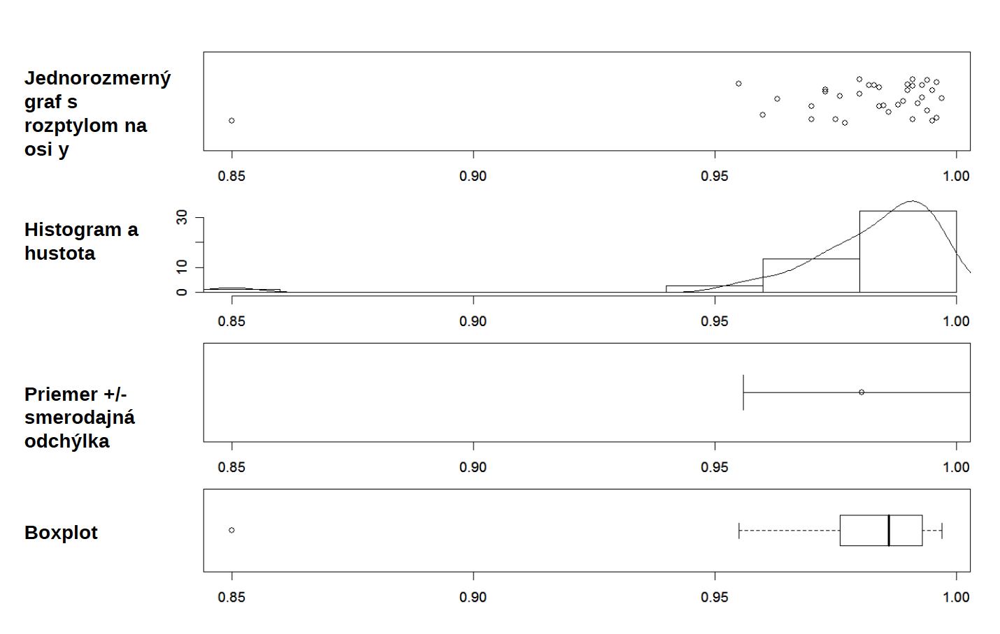 Jednorozmerný
graf s
rozptylom na
osi y
0.85 0.90 0.95 1.00
Histogram a
hustota
30
10
0
0.85 0.90 0.95 1.00
Priemer +/-
smerodajná
odchýlka
0.85 0.90 0.95 1.00
Boxplot
0.85 0.90 0.95 1.00